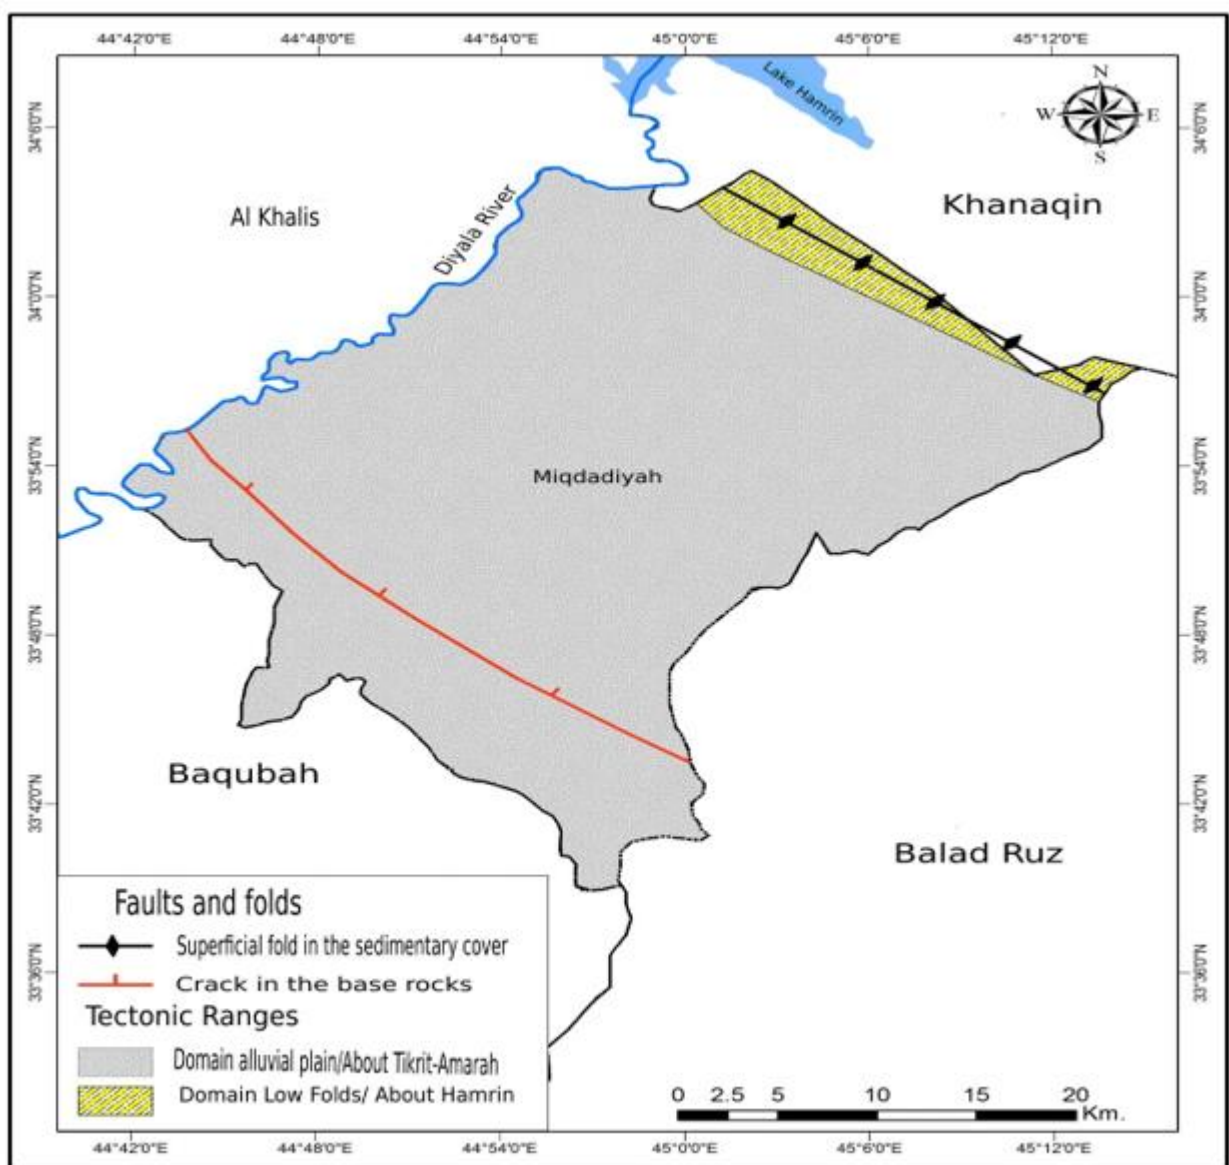 44°42'0"E 44°48'0"E 44°54'0"E 45°0'0"E 45°6'0"E 45°12'0"E
Lake Hamrin
N
W E
S
34°6'0"N 34°6'0"N
Khanaqin
Al Khalis
Diyala River
34°0'0"N 34°0'0"N
33°54'0"N 33°54'0"N
Miqdadiyah
33°48'0"N 33°48'0"N
Baqubah
33°42'0"N 33°42'0"N
Balad Ruz
Faults and folds
Superficial fold in the sedimentary cover
33°36'0"N 33°36'0"N
Crack in the base rocks
Tectonic Ranges
Domain alluvial plain/About Tikrit-Amarah
Domain Low Folds/ About Hamrin
0 2.5 5 10 15 20
Km.
44°42'0"E 44°48'0"E 44°54'0"E 45°0'0"E 45°6'0"E 45°12'0"E